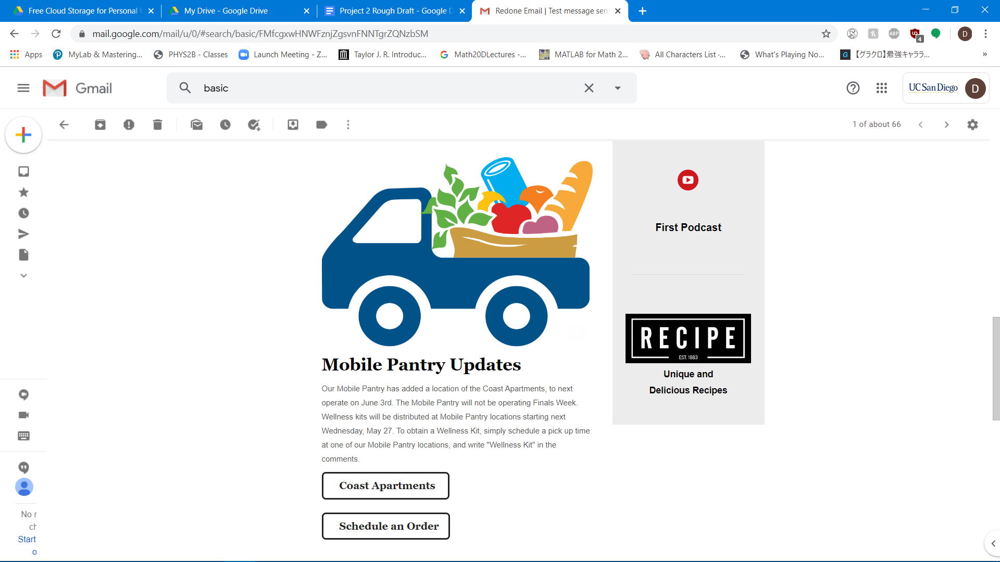 Free Cloud Storage for Personal
My Drive - Google Drive
Project 2 Rough Draft - Google D
Redone Email | Test message sen
mail.google.com/mail/u/0/#search/basic/FMfcgxwHNWFznjZgsvnFNNTgrZQNzbSM
ABP
4
D
Apps
MyLab & Mastering...
PHYS2B - Classes
Launch Meeting - Z...
Taylor J. R. Introduc...
Math20DLectures -...
MATLAB for Math 2...
All Characters List -...
What's Playing No...
【グラクロ】最強キャララ...
»
Gmail
basic
UC San Diego
D
1 of about 66
First Podcast
RECIPE
EST. 1883
Unique and
Delicious Recipes
Mobile Pantry Updates
Our Mobile Pantry has added a location of the Coast Apartments, to next
operate on June 3rd. The Mobile Pantry will not be operating Finals Week.
Wellness kits will be distributed at Mobile Pantry locations starting next
Wednesday, May 27. To obtain a Wellness Kit, simply schedule a pick up time
at one of our Mobile Pantry locations, and write "Wellness Kit" in the
comments.
Coast Apartments
Schedule an Order
No r
ch
Start
o